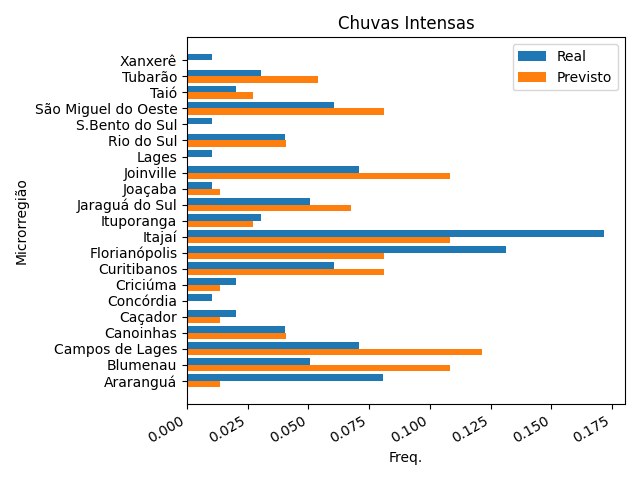 Chuvas Intensas
Real
Previsto
Xanxerê
Tubarão
Taió
São Miguel do Oeste
S.Bento do Sul
Rio do Sul
Lages
Joinville
Joaçaba
Jaraguá do Sul
Ituporanga
Itajaí
Florianópolis
Curitibanos
Criciúma
Concórdia
Caçador
Canoinhas
Campos de Lages
Blumenau
Araranguá
Microrregião
0.000 0.025 0.050 0.075 0.100 0.125 0.150 0.175
Freq.